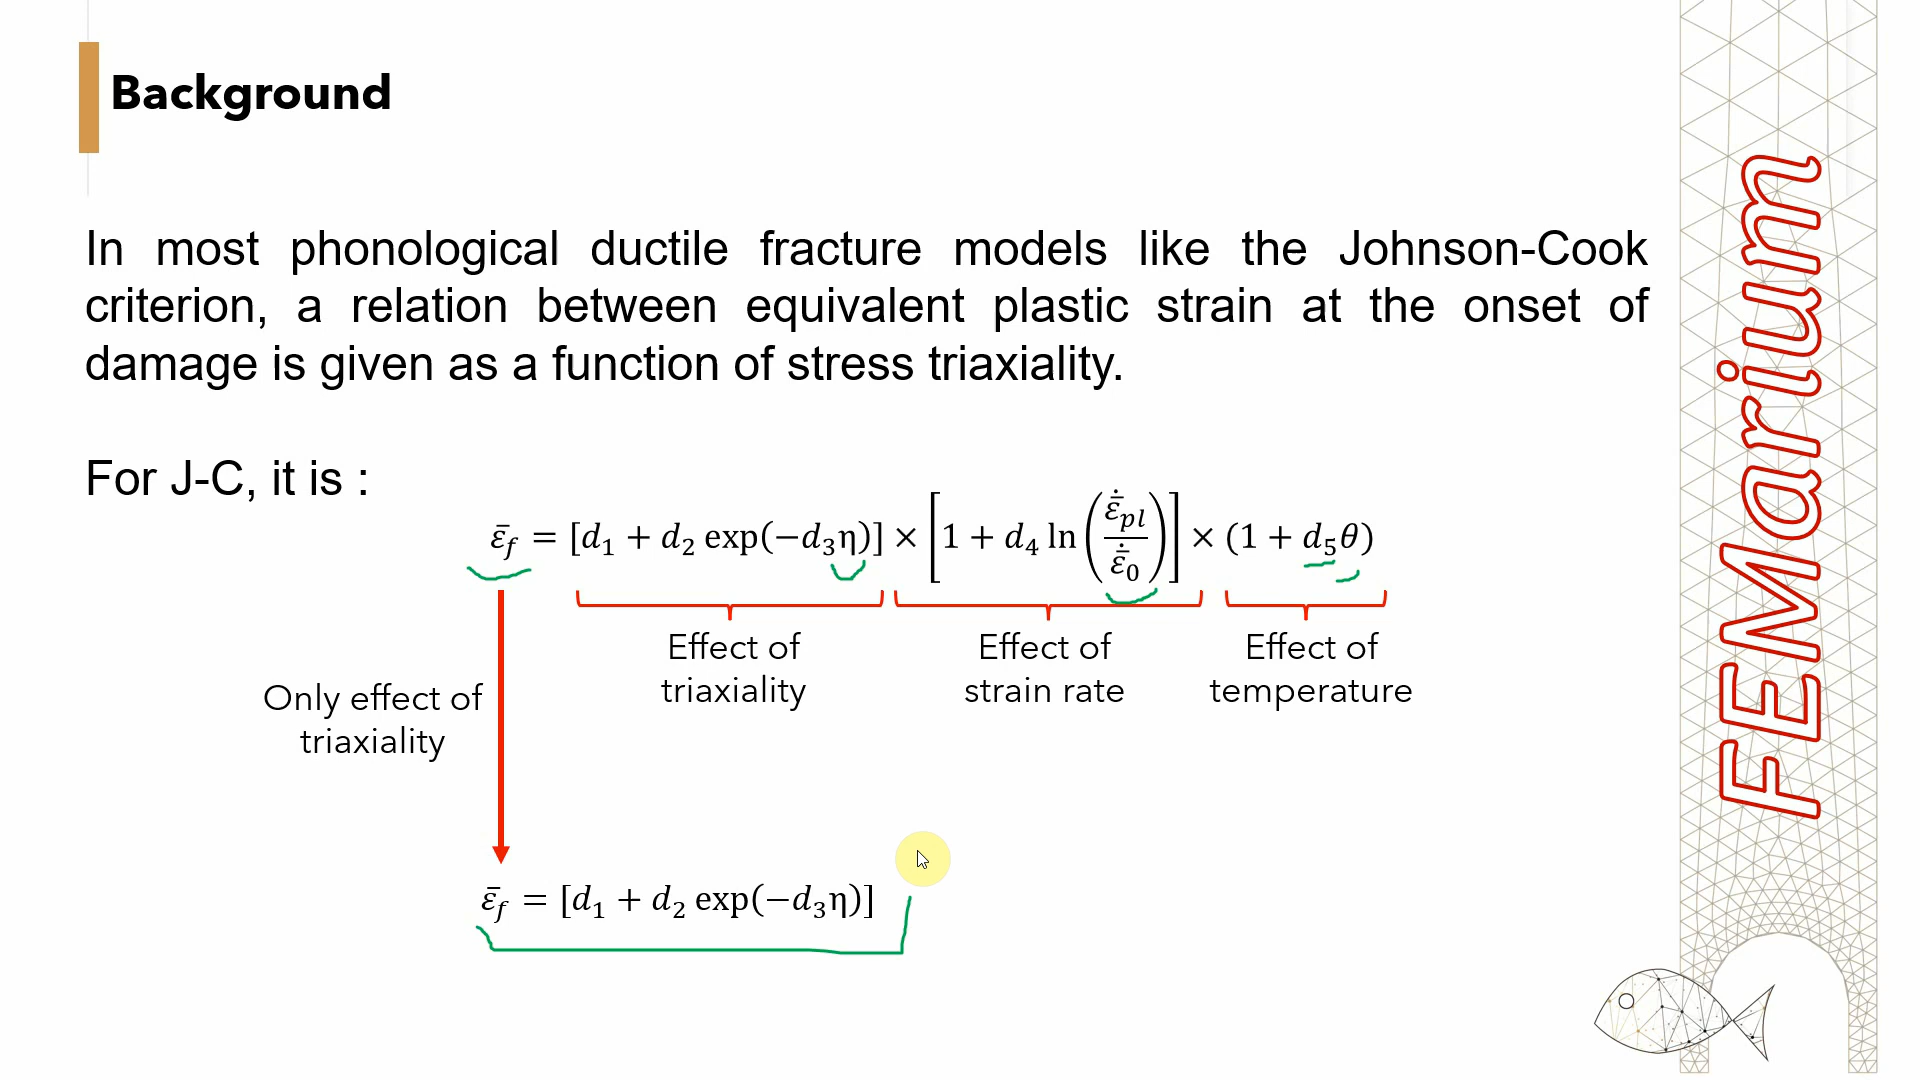 Background
In most phonological ductile fracture models like the Johnson-Cook
criterion, a relation between equivalent plastic strain at the onset of
damage is given as a function of stress triaxiality.
For J-C, it is :
ε̄_f = [d₁ + d₂ exp(−d₃η)] × [1 + d₄ ln(ε̄̇_pl / ε̄̇₀)] × (1 + d₅θ)
Effect of
triaxiality
Effect of
strain rate
Effect of
temperature
Only effect of
triaxiality
ε̄_f = [d₁ + d₂ exp(−d₃η)]
FEMarium